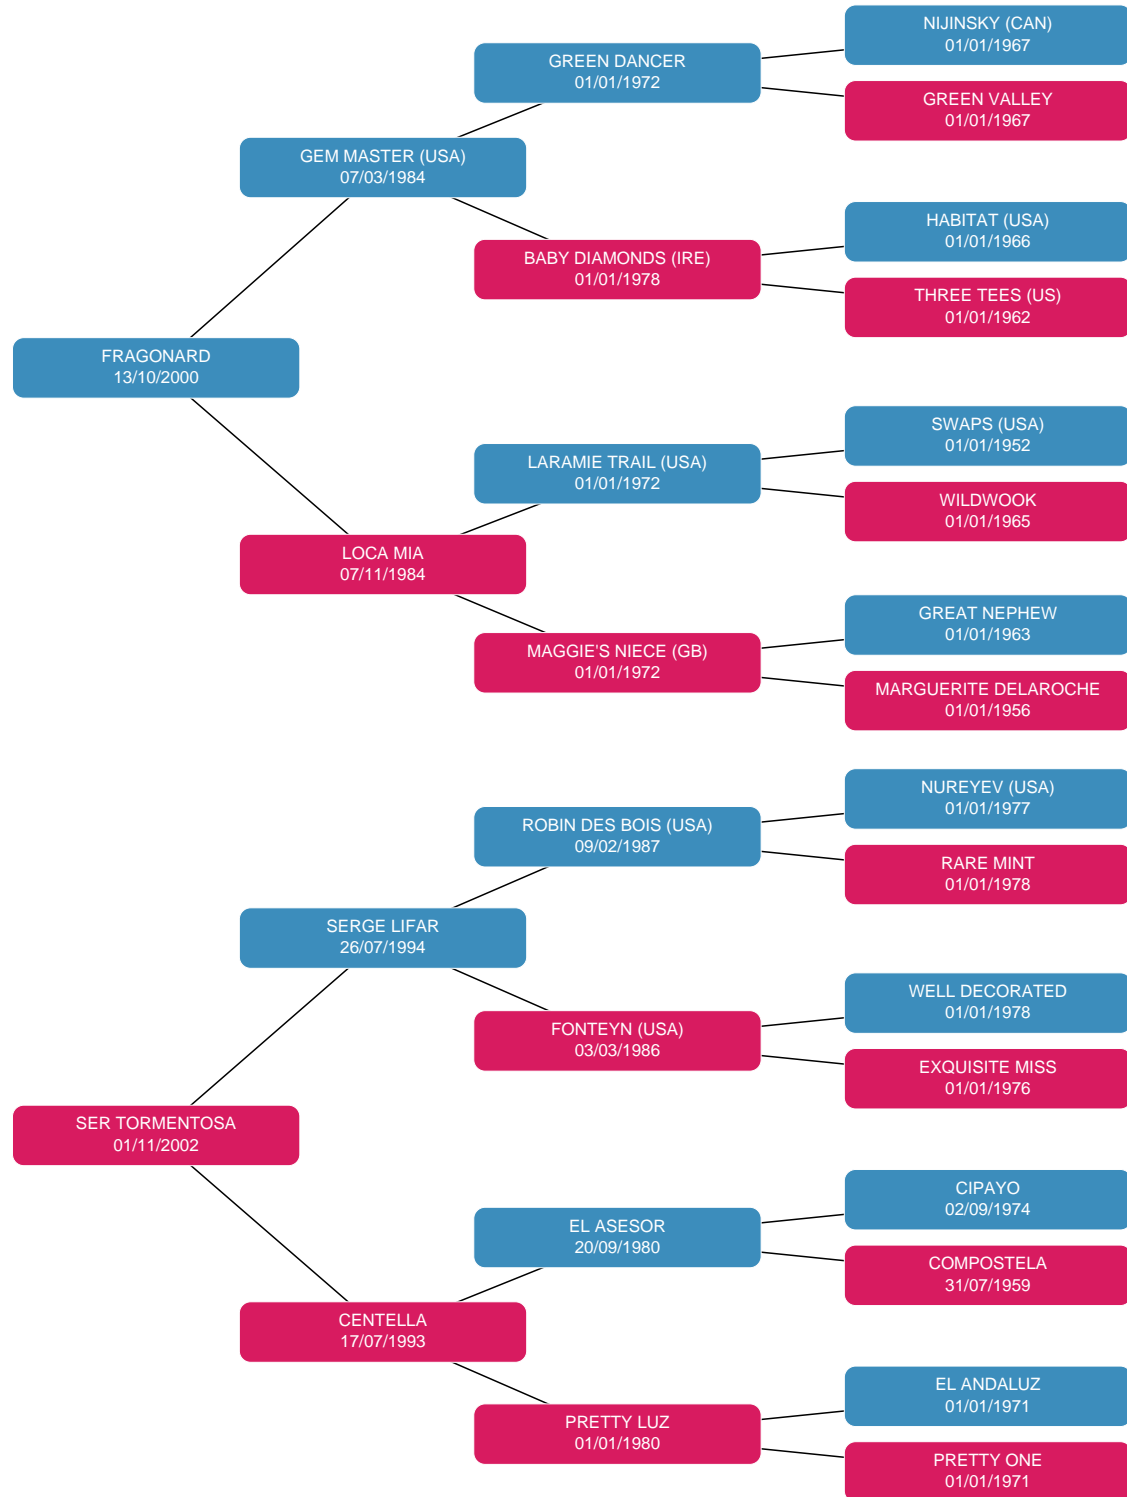 NIJINSKY (CAN)
01/01/1967
GREEN DANCER
01/01/1972
GREEN VALLEY
01/01/1967
GEM MASTER (USA)
07/03/1984
HABITAT (USA)
01/01/1966
BABY DIAMONDS (IRE)
01/01/1978
THREE TEES (US)
01/01/1962
FRAGONARD
13/10/2000
SWAPS (USA)
01/01/1952
LARAMIE TRAIL (USA)
01/01/1972
WILDWOOK
01/01/1965
LOCA MIA
07/11/1984
GREAT NEPHEW
01/01/1963
MAGGIE'S NIECE (GB)
01/01/1972
MARGUERITE DELAROCHE
01/01/1956
NUREYEV (USA)
01/01/1977
ROBIN DES BOIS (USA)
09/02/1987
RARE MINT
01/01/1978
SERGE LIFAR
26/07/1994
WELL DECORATED
01/01/1978
FONTEYN (USA)
03/03/1986
EXQUISITE MISS
01/01/1976
SER TORMENTOSA
01/11/2002
CIPAYO
02/09/1974
EL ASESOR
20/09/1980
COMPOSTELA
31/07/1959
CENTELLA
17/07/1993
EL ANDALUZ
01/01/1971
PRETTY LUZ
01/01/1980
PRETTY ONE
01/01/1971